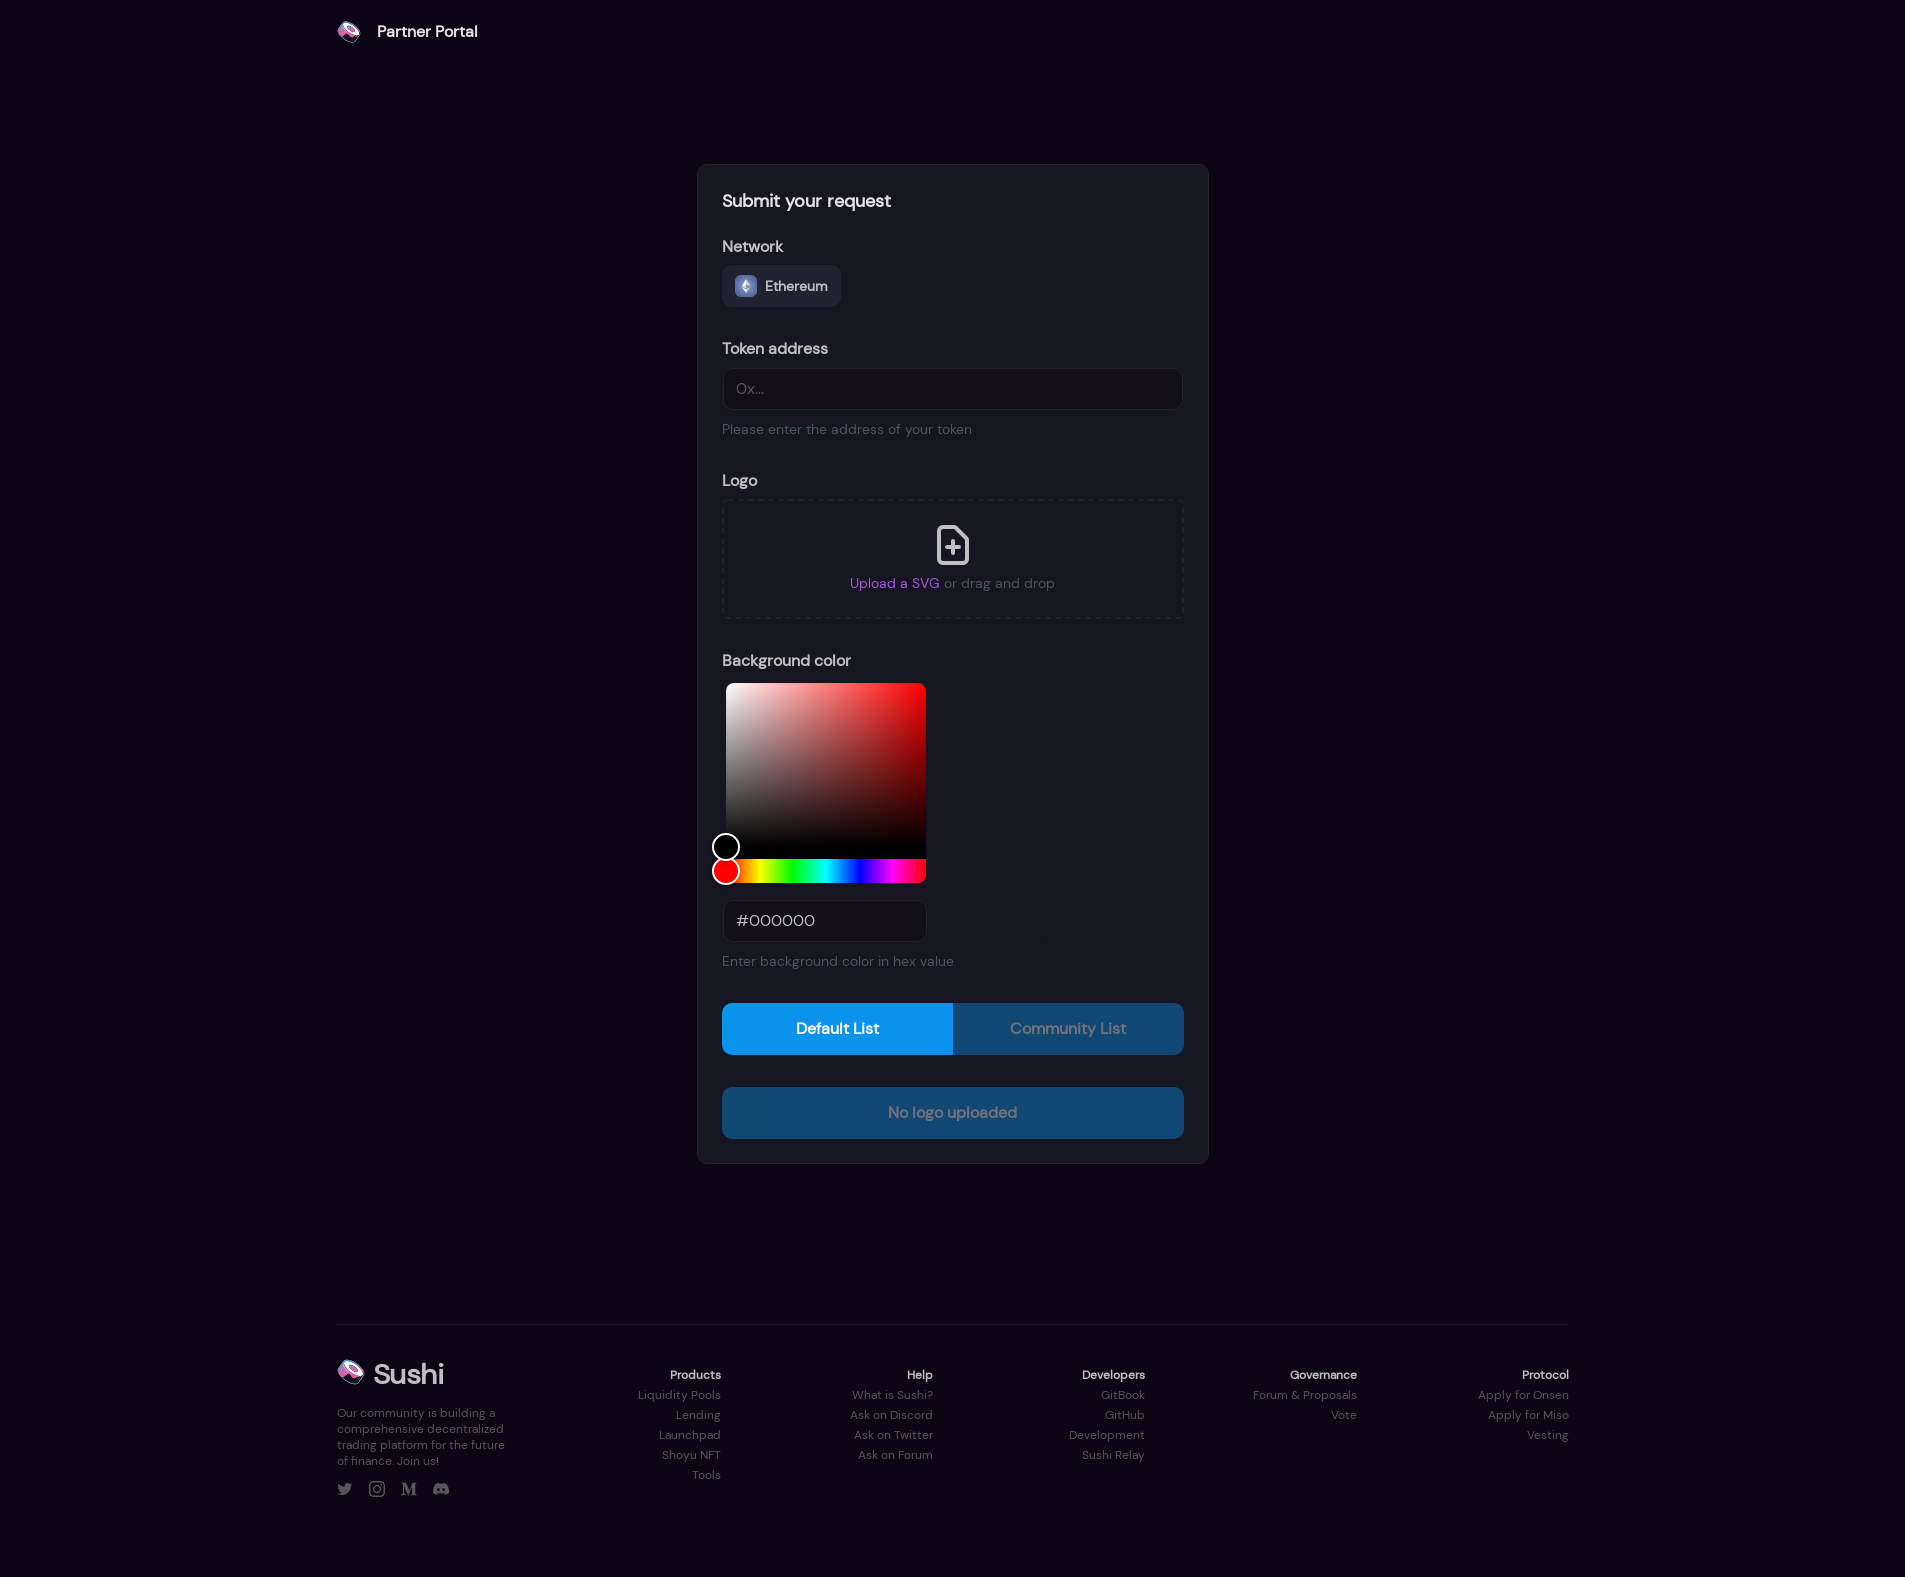 Partner Portal
Submit your request
Network
Ethereum
Token address
0x...
Please enter the address of your token
Logo
Upload a SVG or drag and drop
Background color
#000000
Enter background color in hex value
Default List
Community List
No logo uploaded
Sushi
Our community is building a
comprehensive decentralized
trading platform for the future
of finance. Join us!
Products
Liquidity Pools
Lending
Launchpad
Shoyu NFT
Tools
Help
What is Sushi?
Ask on Discord
Ask on Twitter
Ask on Forum
Developers
GitBook
GitHub
Development
Sushi Relay
Governance
Forum & Proposals
Vote
Protocol
Apply for Onsen
Apply for Miso
Vesting